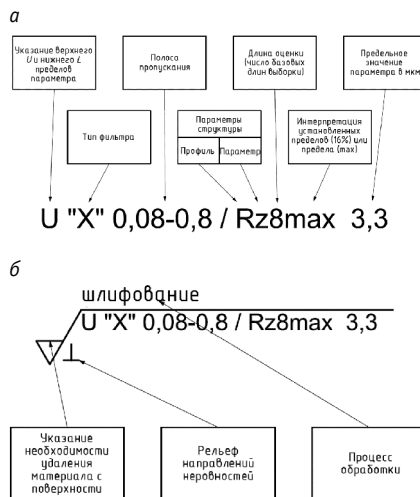 а
Указание верхнего
U и нижнего L
пределов
параметра
Полоса
пропускания
Длина оценки
(число базовых
длин выборки)
Предельное
значение
параметра в мкм
Тип фильтра
Параметры
структуры
Профиль Параметр
Интерпретация
установленных
пределов (16%) или
предела (max)
U "X" 0,08-0,8 / Rz8max 3,3
б
шлифование
U "X" 0,08-0,8 / Rz8max 3,3
Указание
необходимости
удаления
материала с
поверхности
Рельеф
направлений
неровностей
Процесс
обработки